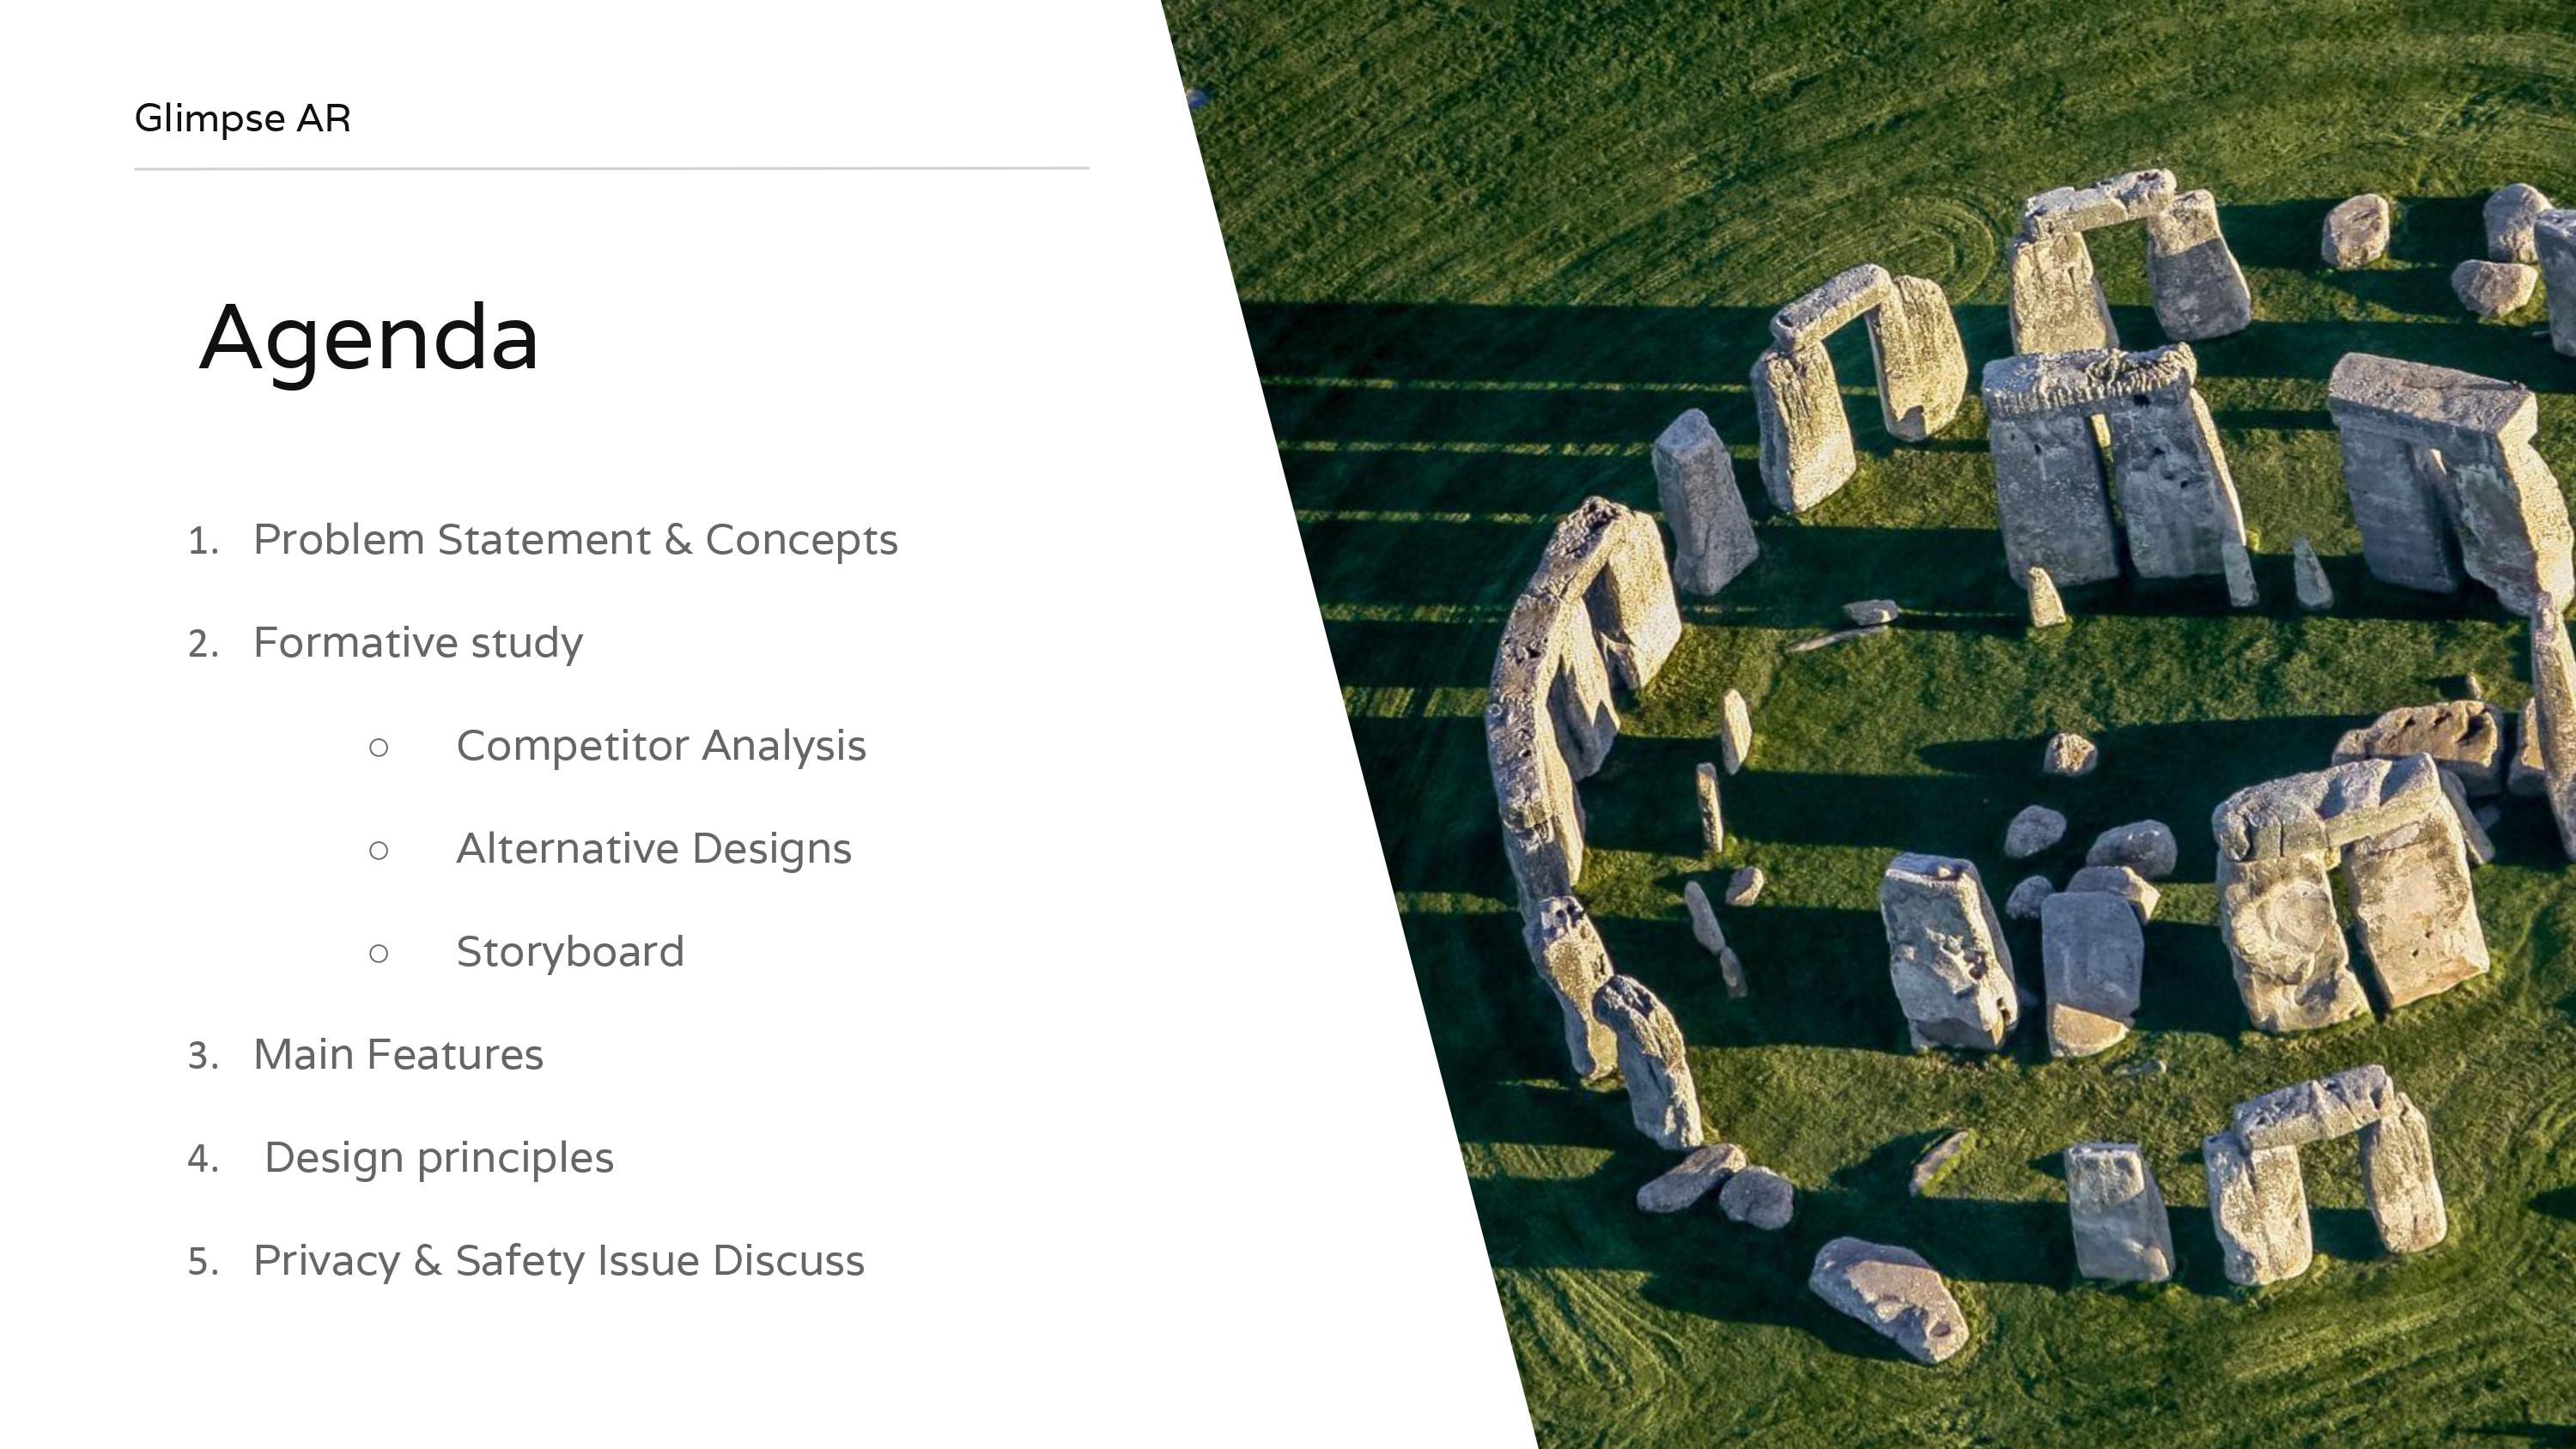 Glimpse AR
Agenda
1. Problem Statement & Concepts
2. Formative study
○ Competitor Analysis
○ Alternative Designs
○ Storyboard
3. Main Features
4. Design principles
5. Privacy & Safety Issue Discuss